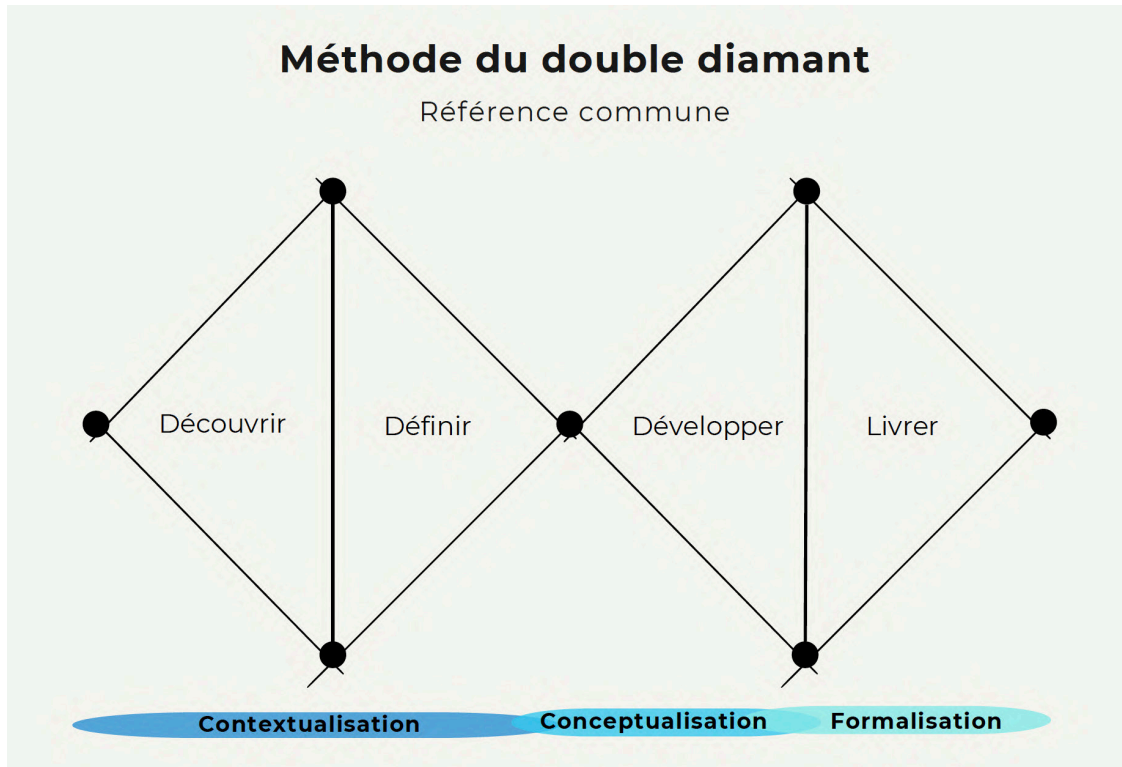 Méthode du double diamant
Référence commune
Découvrir
Définir
Développer
Livrer
Contextualisation
Conceptualisation
Formalisation